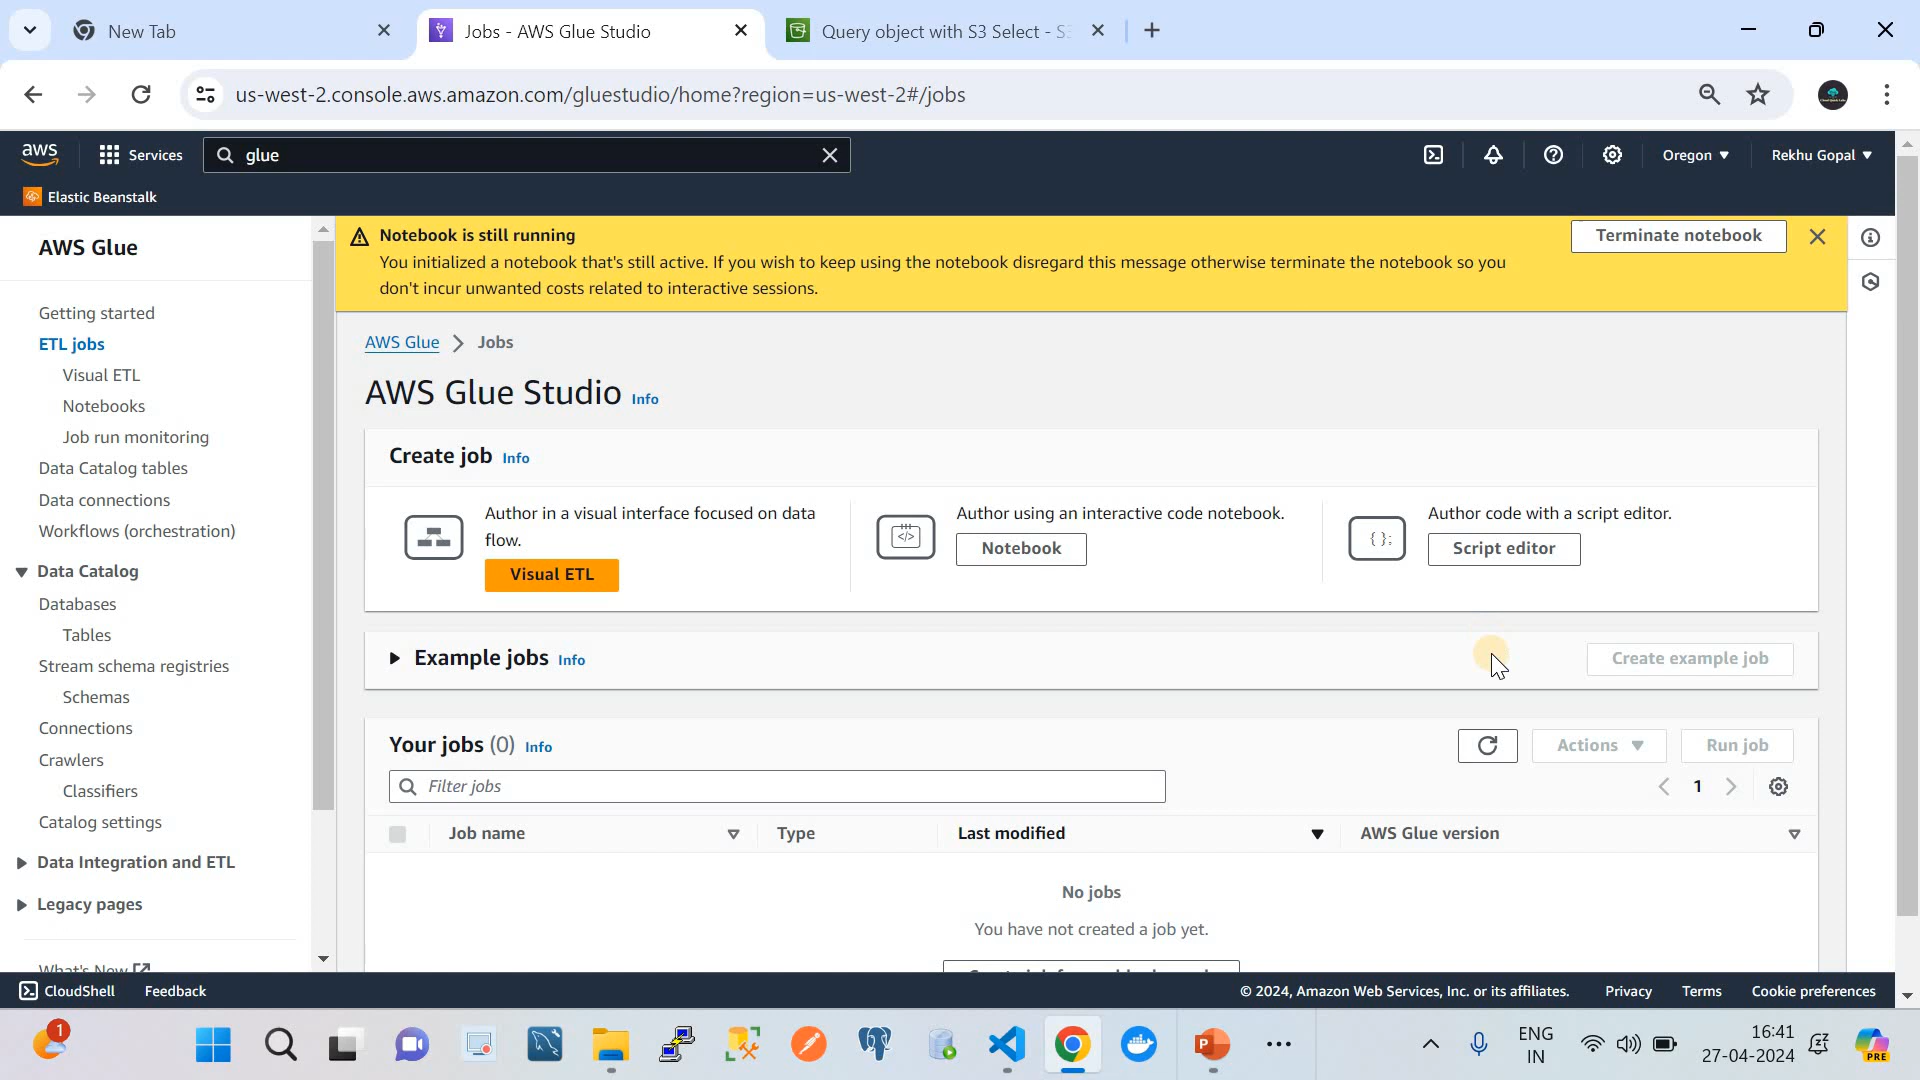 New Tab
Jobs - AWS Glue Studio
Query object with S3 Select - S3
us-west-2.console.aws.amazon.com/gluestudio/home?region=us-west-2#/jobs
aws
Services
glue
Oregon
Rekhu Gopal
Elastic Beanstalk
AWS Glue
Getting started
ETL jobs
Visual ETL
Notebooks
Job run monitoring
Data Catalog tables
Data connections
Workflows (orchestration)
Data Catalog
Databases
Tables
Stream schema registries
Schemas
Connections
Crawlers
Classifiers
Catalog settings
Data Integration and ETL
Legacy pages
What's New
Notebook is still running
You initialized a notebook that's still active. If you wish to keep using the notebook disregard this message otherwise terminate the notebook so you
don't incur unwanted costs related to interactive sessions.
Terminate notebook
AWS Glue > Jobs
AWS Glue Studio Info
Create job Info
Author in a visual interface focused on data
flow.
Visual ETL
Author using an interactive code notebook.
Notebook
Author code with a script editor.
Script editor
Example jobs Info
Create example job
Your jobs (0) Info
Actions
Run job
Filter jobs
1
Job name
Type
Last modified
AWS Glue version
No jobs
You have not created a job yet.
CloudShell
Feedback
© 2024, Amazon Web Services, Inc. or its affiliates.
Privacy
Terms
Cookie preferences
1
ENG
IN
16:41
27-04-2024
PRE